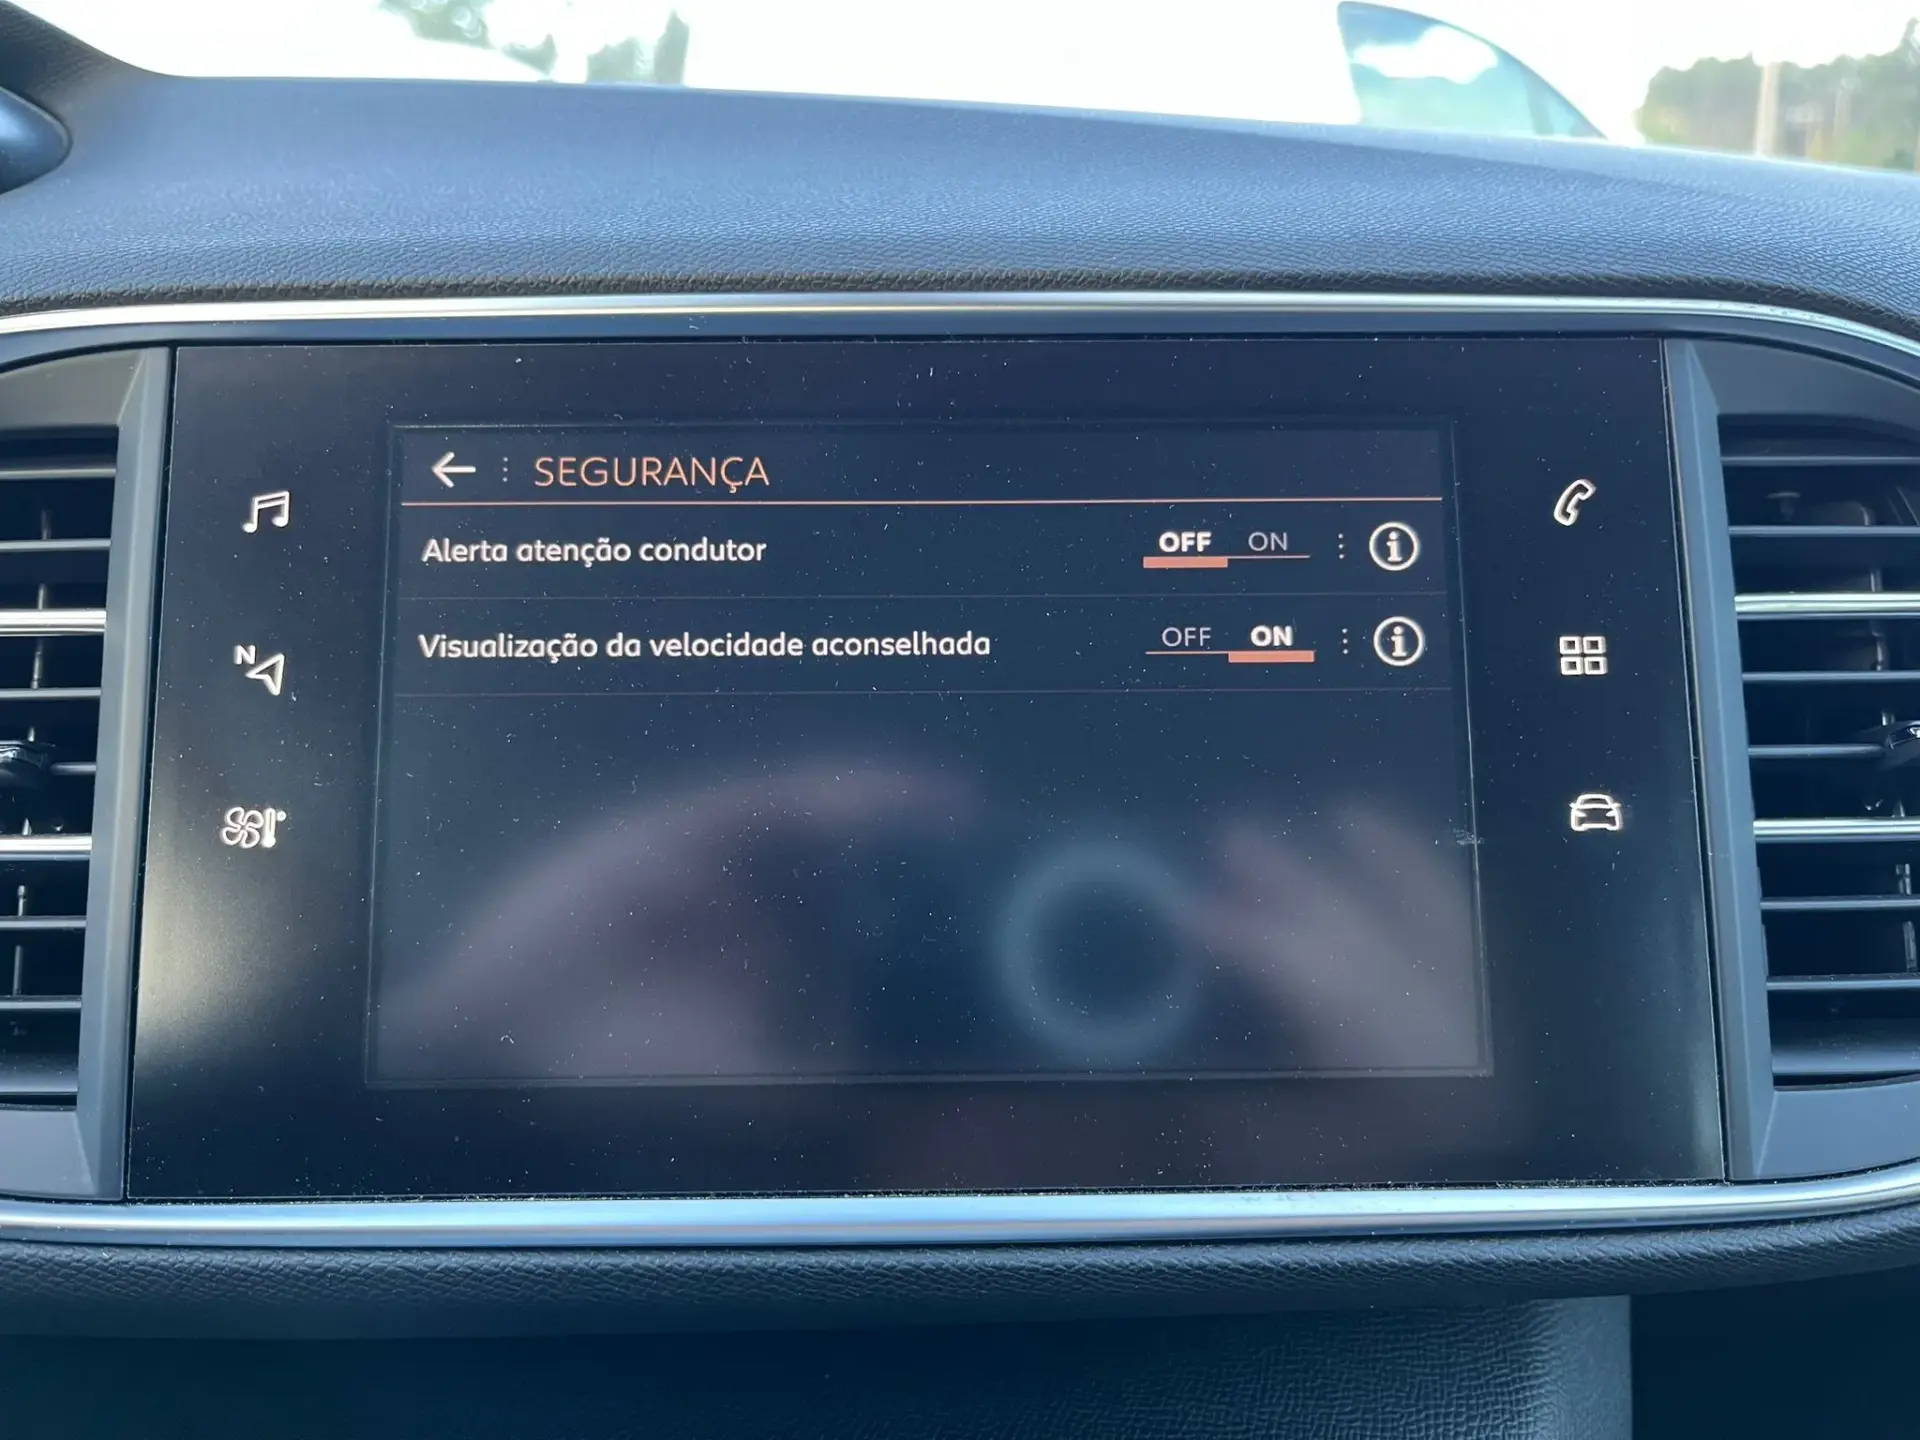 SEGURANÇA
Alerta atenção condutor OFF ON
Visualização da velocidade aconselhada OFF ON
N